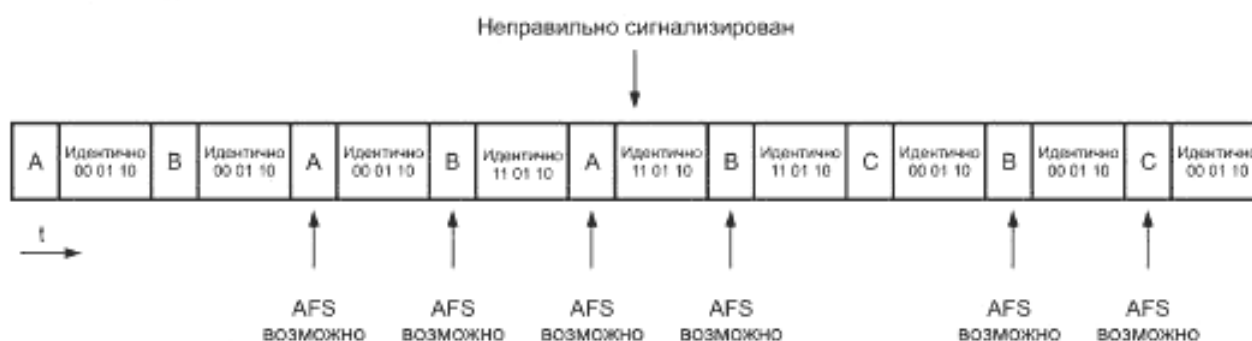 Неправильно сигнализирован
A
Идентично
00 01 10
B
Идентично
00 01 10
A
Идентично
00 01 10
B
Идентично
11 01 10
A
Идентично
11 01 10
B
Идентично
11 01 10
C
Идентично
00 01 10
B
Идентично
00 01 10
C
Идентично
00 01 10
t
AFS
возможно
AFS
возможно
AFS
возможно
AFS
возможно
AFS
возможно
AFS
возможно